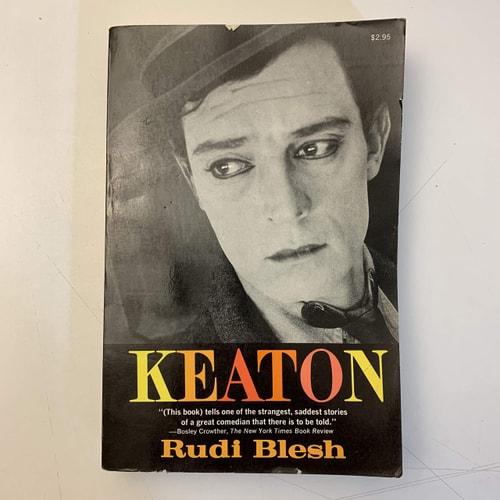 $2.95
KEATON
"(This book) tells one of the strangest, saddest stories
of a great comedian that there is to be told."
—Bosley Crowther, The New York Times Book Review
Rudi Blesh